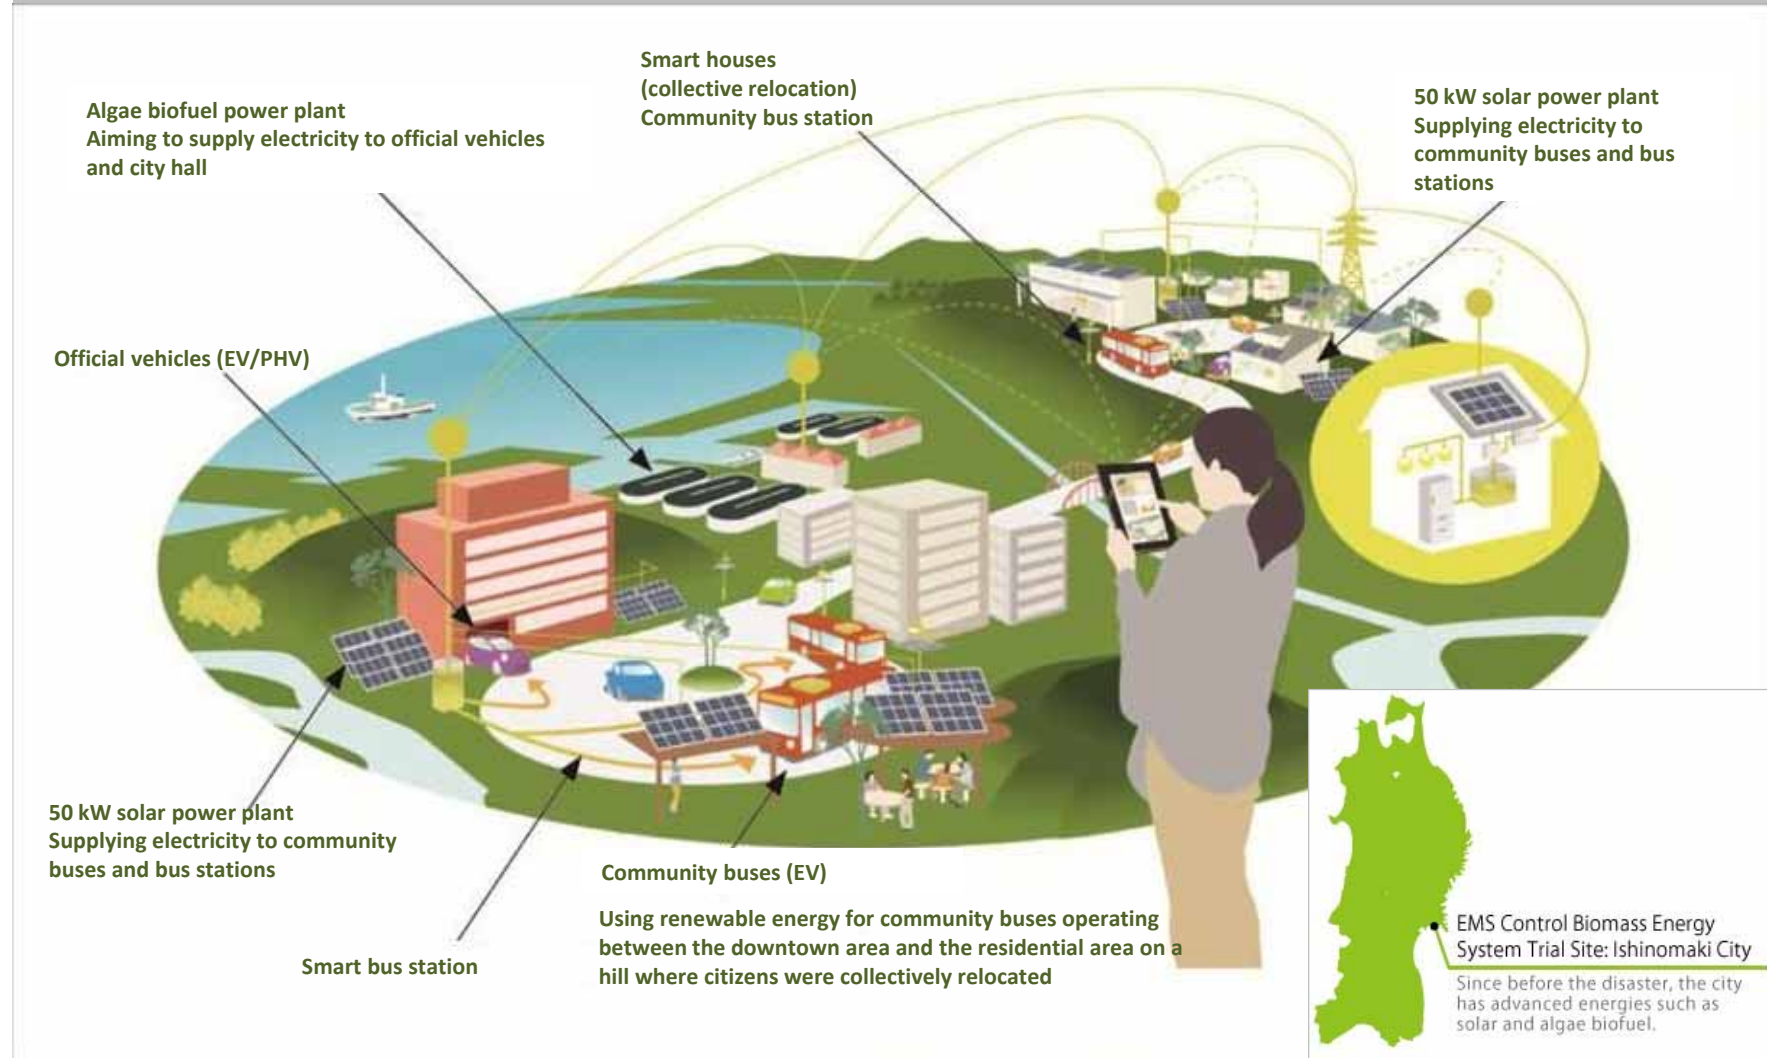 Smart houses
(collective relocation)
Community bus station
Algae biofuel power plant
Aiming to supply electricity to official vehicles
and city hall
50 kW solar power plant
Supplying electricity to
community buses and bus
stations
Official vehicles (EV/PHV)
50 kW solar power plant
Supplying electricity to community
buses and bus stations
Smart bus station
Community buses (EV)
Using renewable energy for community buses operating
between the downtown area and the residential area on a
hill where citizens were collectively relocated
EMS Control Biomass Energy
System Trial Site: Ishinomaki City
Since before the disaster, the city
has advanced energies such as
solar and algae biofuel.